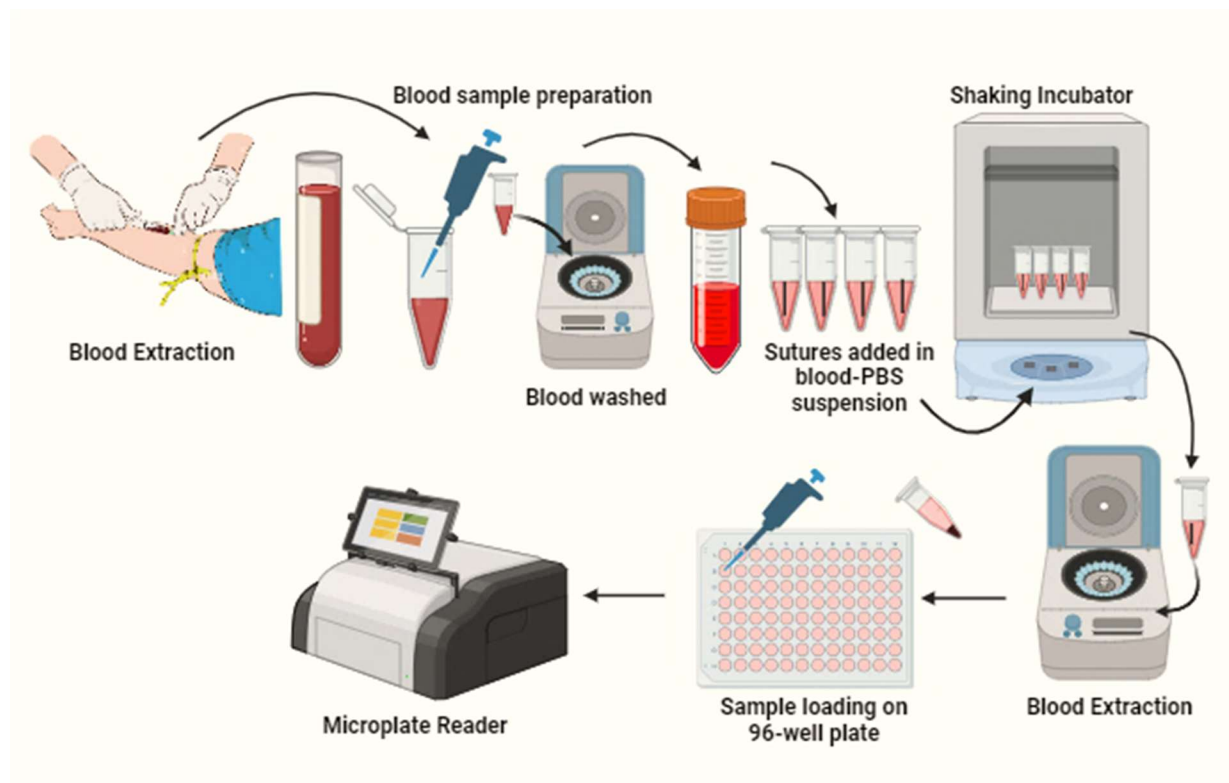 Blood sample preparation
Shaking Incubator
Blood Extraction
Blood washed
Sutures added in
blood-PBS
suspension
Microplate Reader
Sample loading on
96-well plate
Blood Extraction